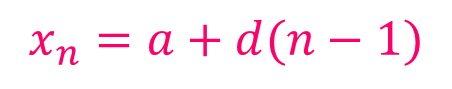 xₙ = a + d(n − 1)